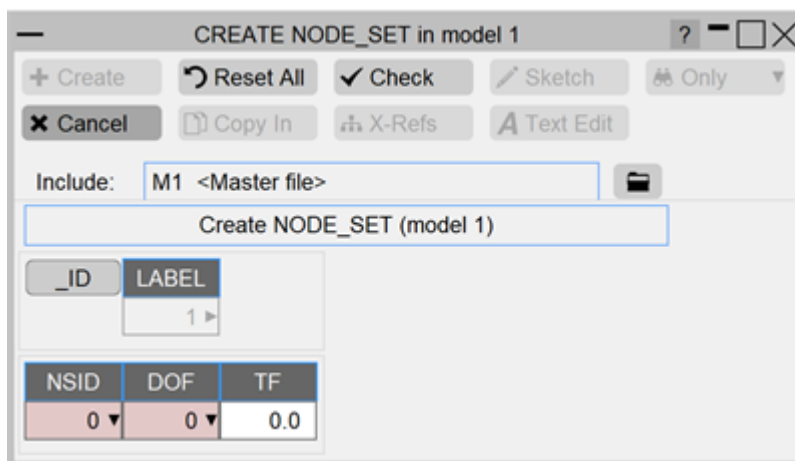 CREATE NODE_SET in model 1 ?
Create Reset All Check Sketch Only
Cancel Copy In X-Refs A Text Edit
Include: M1 <Master file>
Create NODE_SET (model 1)
_ID LABEL
1
NSID DOF TF
0 0 0.0